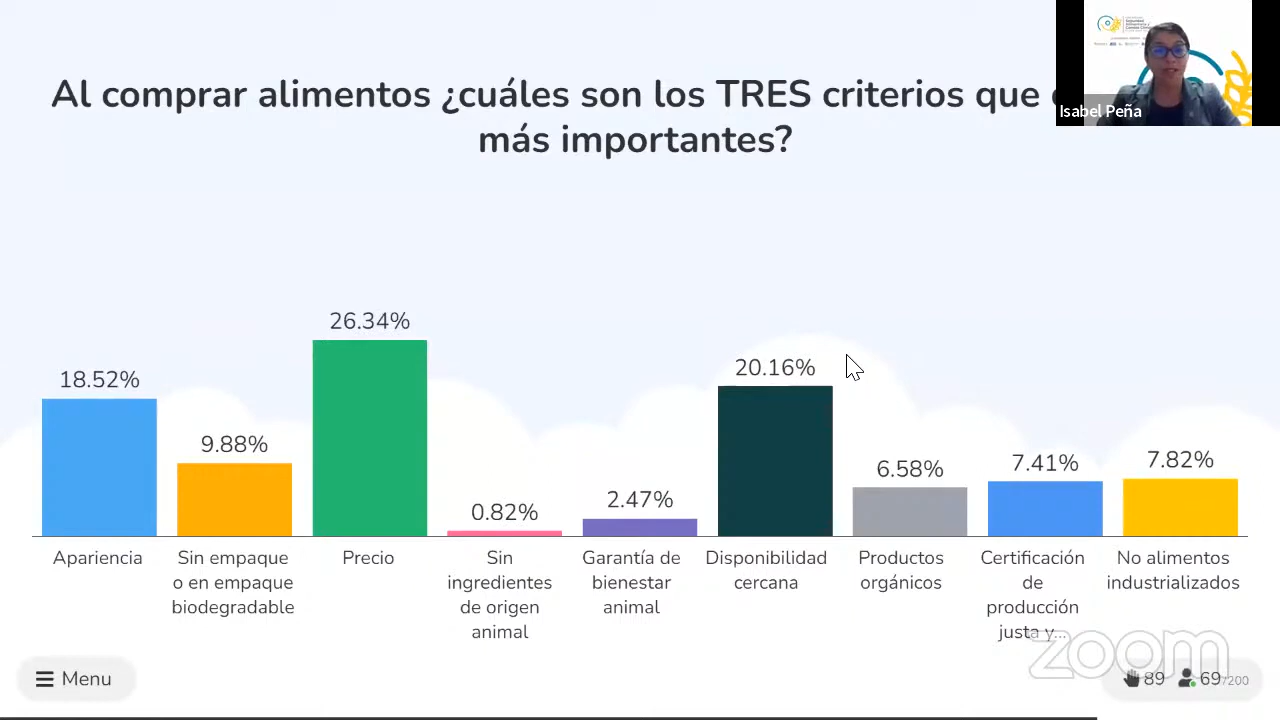 Al comprar alimentos ¿cuáles son los TRES criterios que
más importantes?
Isabel Peña
18.52%
9.88%
26.34%
0.82%
2.47%
20.16%
6.58%
7.41%
7.82%
Apariencia
Sin empaque
o en empaque
biodegradable
Precio
Sin
ingredientes
de origen
animal
Garantía de
bienestar
animal
Disponibilidad
cercana
Productos
orgánicos
Certificación
de
producción
justa y...
No alimentos
industrializados
zoom
Menu
89 69/200